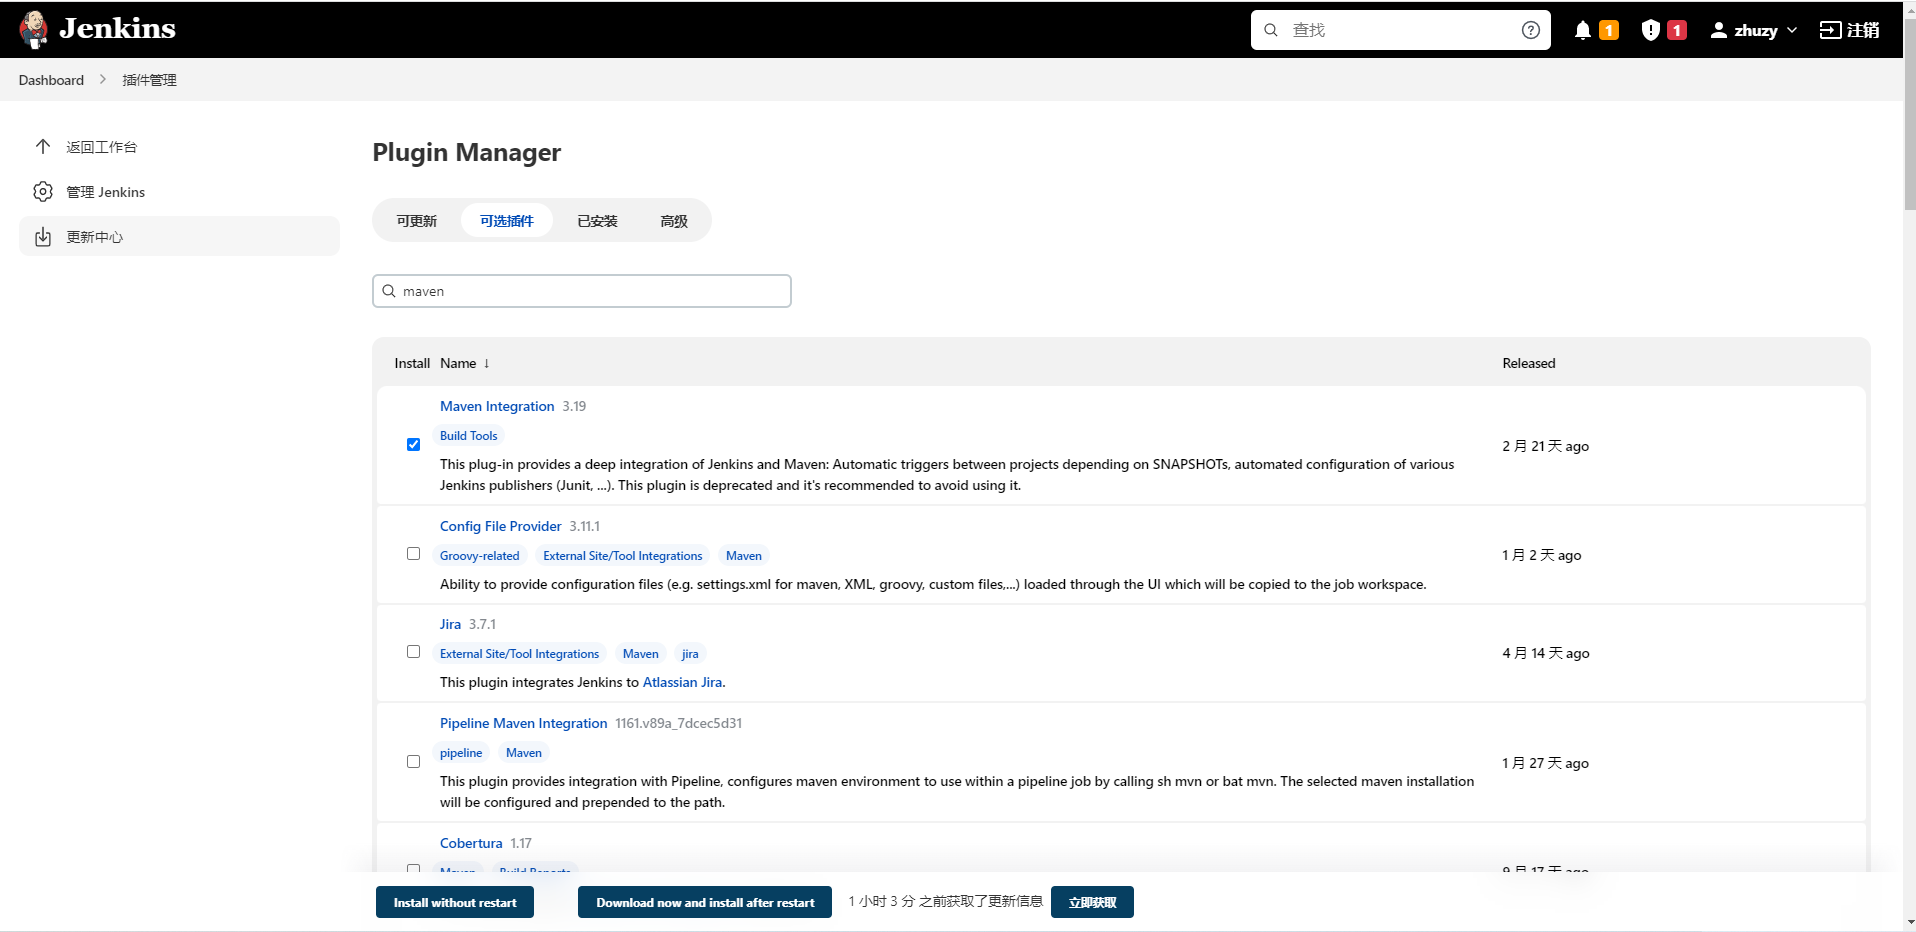 Jenkins
查找
1
1
zhuzy
注销
Dashboard
插件管理
返回工作台
管理 Jenkins
更新中心
Plugin Manager
可更新
可选插件
已安装
高级
maven
Install Name ↓ Released
Maven Integration 3.19
Build Tools
2 月 21 天 ago
This plug-in provides a deep integration of Jenkins and Maven: Automatic triggers between projects depending on SNAPSHOTs, automated configuration of various
Jenkins publishers (Junit, ...). This plugin is deprecated and it's recommended to avoid using it.
Config File Provider 3.11.1
Groovy-related External Site/Tool Integrations Maven
1 月 2 天 ago
Ability to provide configuration files (e.g. settings.xml for maven, XML, groovy, custom files,...) loaded through the UI which will be copied to the job workspace.
Jira 3.7.1
External Site/Tool Integrations Maven jira
4 月 14 天 ago
This plugin integrates Jenkins to Atlassian Jira.
Pipeline Maven Integration 1161.v89a_7dcec5d31
pipeline Maven
1 月 27 天 ago
This plugin provides integration with Pipeline, configures maven environment to use within a pipeline job by calling sh mvn or bat mvn. The selected maven installation
will be configured and prepended to the path.
Cobertura 1.17
Maven Build Reports
9 月 17 天 ago
Install without restart
Download now and install after restart
1 小时 3 分 之前获取了更新信息
立即获取